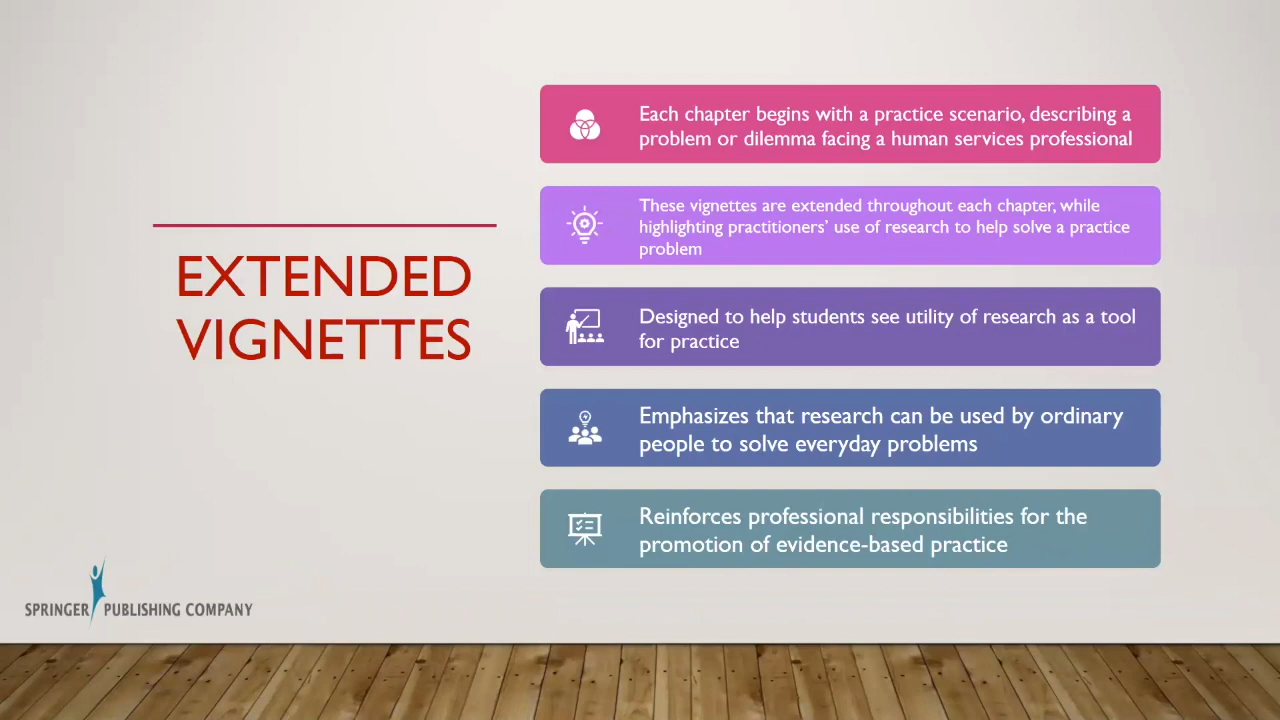 EXTENDED
VIGNETTES
Each chapter begins with a practice scenario, describing a
problem or dilemma facing a human services professional
These vignettes are extended throughout each chapter, while
highlighting practitioners’ use of research to help solve a practice
problem
Designed to help students see utility of research as a tool
for practice
Emphasizes that research can be used by ordinary
people to solve everyday problems
Reinforces professional responsibilities for the
promotion of evidence-based practice
SPRINGER PUBLISHING COMPANY